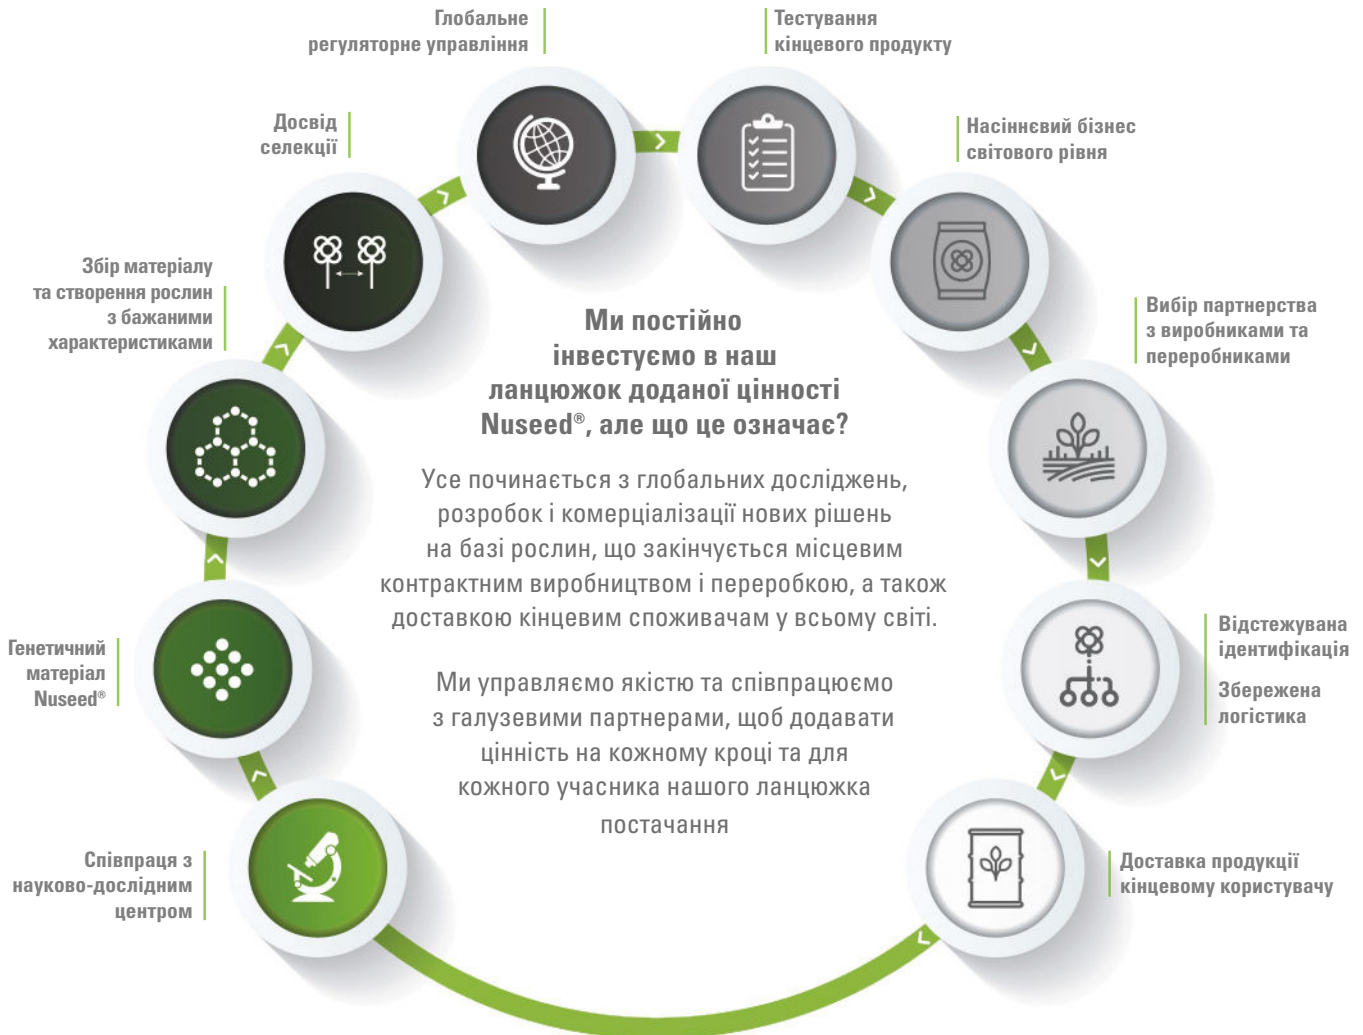 Глобальне
регуляторне управління
Тестування
кінцевого продукту
Досвід
селекції
Насіннєвий бізнес
світового рівня
Збір матеріалу
та створення рослин
з бажаними
характеристиками
Вибір партнерства
з виробниками та
переробниками
Ми постійно
інвестуємо в наш
ланцюжок доданої цінності
Nuseed®, але що це означає?
Усе починається з глобальних досліджень,
розробок і комерціалізації нових рішень
на базі рослин, що закінчується місцевим
контрактним виробництвом і переробкою, а також
доставкою кінцевим споживачам у всьому світі.
Ми управляємо якістю та співпрацюємо
з галузевими партнерами, щоб додавати
цінність на кожному кроці та для
кожного учасника нашого ланцюжка
постачання
Генетичний
матеріал
Nuseed®
Відстежувана
ідентифікація
Збережена
логістика
Співпраця з
науково-дослідним
центром
Доставка продукції
кінцевому користувачу